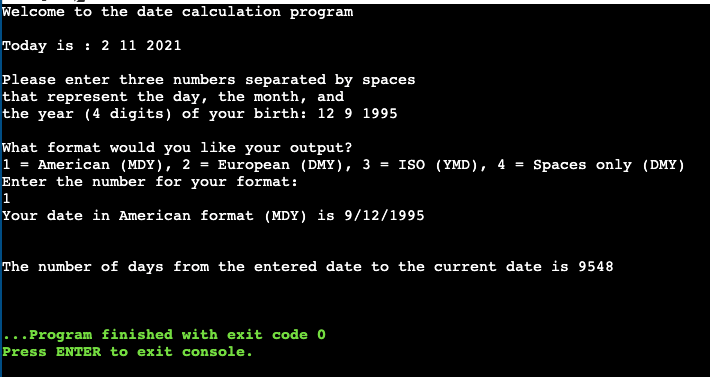 Welcome to the date calculation program
Today is : 2 11 2021
Please enter three numbers separated by spaces
that represent the day, the month, and
the year (4 digits) of your birth: 12 9 1995
What format would you like your output?
1 = American (MDY), 2 = European (DMY), 3 = ISO (YMD), 4 = Spaces only (DMY)
Enter the number for your format:
1
Your date in American format (MDY) is 9/12/1995
The number of days from the entered date to the current date is 9548
...Program finished with exit code 0
Press ENTER to exit console.